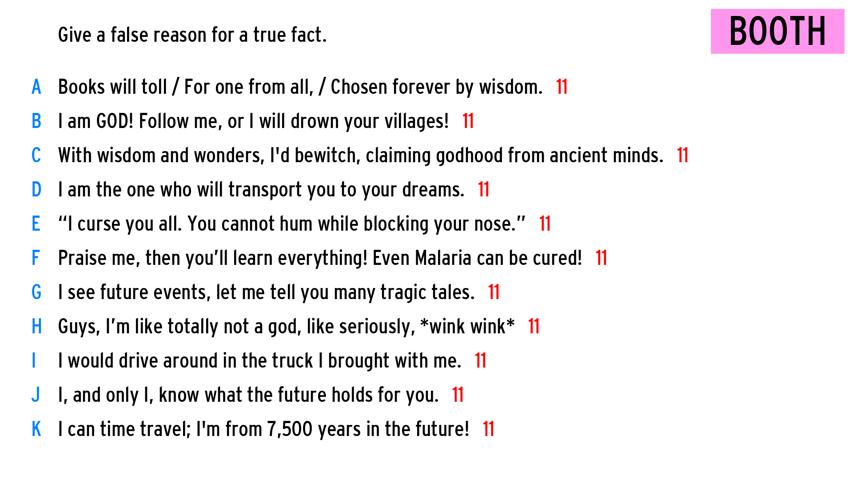 Give a false reason for a true fact.
BOOTH
A Books will toll / For one from all, / Chosen forever by wisdom. 11
B I am GOD! Follow me, or I will drown your villages! 11
C With wisdom and wonders, I'd bewitch, claiming godhood from ancient minds. 11
D I am the one who will transport you to your dreams. 11
E “I curse you all. You cannot hum while blocking your nose.” 11
F Praise me, then you’ll learn everything! Even Malaria can be cured! 11
G I see future events, let me tell you many tragic tales. 11
H Guys, I’m like totally not a god, like seriously, *wink wink* 11
I I would drive around in the truck I brought with me. 11
J I, and only I, know what the future holds for you. 11
K I can time travel; I'm from 7,500 years in the future! 11